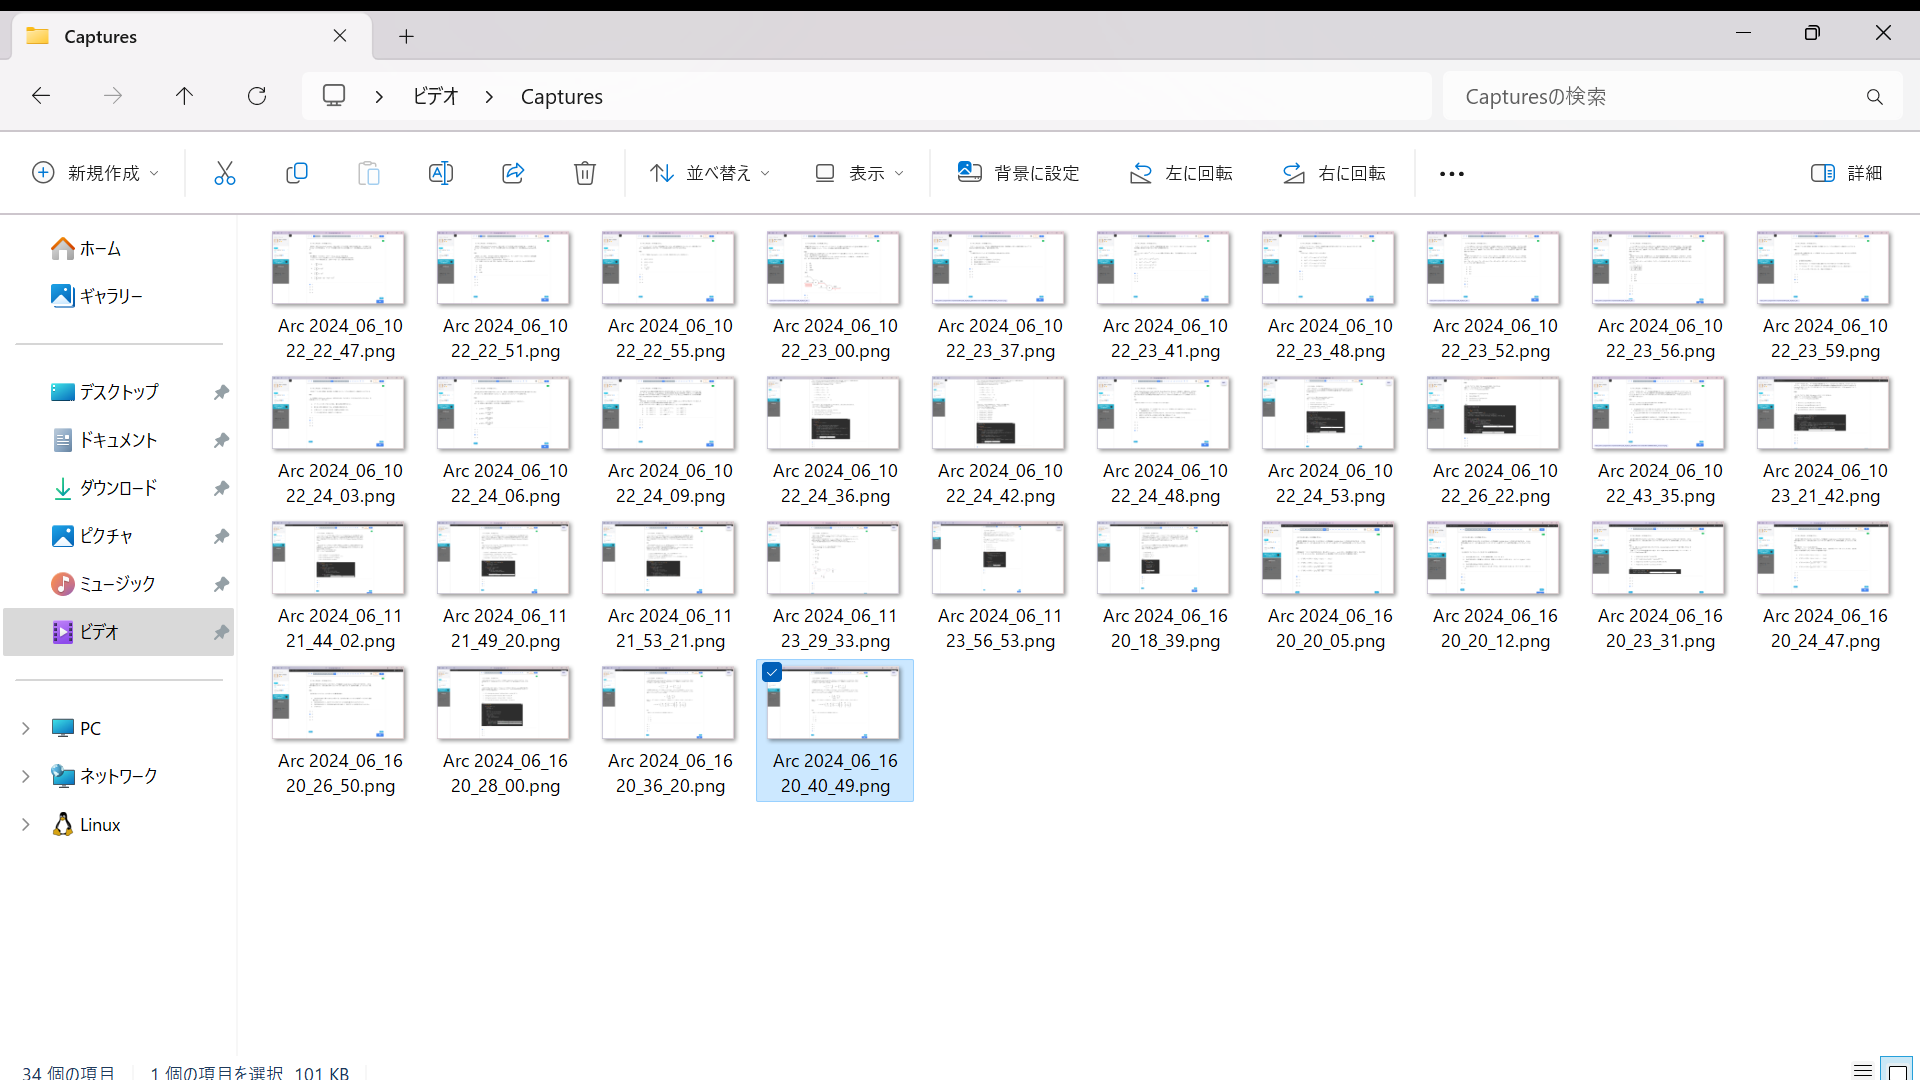 Captures
ビデオ
Captures
Capturesの検索
新規作成
並べ替え
表示
背景に設定
左に回転
右に回転
詳細
ホーム
ギャラリー
デスクトップ
ドキュメント
ダウンロード
ピクチャ
ミュージック
ビデオ
PC
ネットワーク
Linux
Arc 2024_06_10
22_22_47.png
Arc 2024_06_10
22_22_51.png
Arc 2024_06_10
22_22_55.png
Arc 2024_06_10
22_23_00.png
Arc 2024_06_10
22_23_37.png
Arc 2024_06_10
22_23_41.png
Arc 2024_06_10
22_23_48.png
Arc 2024_06_10
22_23_52.png
Arc 2024_06_10
22_23_56.png
Arc 2024_06_10
22_23_59.png
Arc 2024_06_10
22_24_03.png
Arc 2024_06_10
22_24_06.png
Arc 2024_06_10
22_24_09.png
Arc 2024_06_10
22_24_36.png
Arc 2024_06_10
22_24_42.png
Arc 2024_06_10
22_24_48.png
Arc 2024_06_10
22_24_53.png
Arc 2024_06_10
22_26_22.png
Arc 2024_06_10
22_43_35.png
Arc 2024_06_10
23_21_42.png
Arc 2024_06_11
21_44_02.png
Arc 2024_06_11
21_49_20.png
Arc 2024_06_11
21_53_21.png
Arc 2024_06_11
23_29_33.png
Arc 2024_06_11
23_56_53.png
Arc 2024_06_16
20_18_39.png
Arc 2024_06_16
20_20_05.png
Arc 2024_06_16
20_20_12.png
Arc 2024_06_16
20_23_31.png
Arc 2024_06_16
20_24_47.png
Arc 2024_06_16
20_26_50.png
Arc 2024_06_16
20_28_00.png
Arc 2024_06_16
20_36_20.png
Arc 2024_06_16
20_40_49.png
34 個の項目
1 個の項目を選択 101 KB